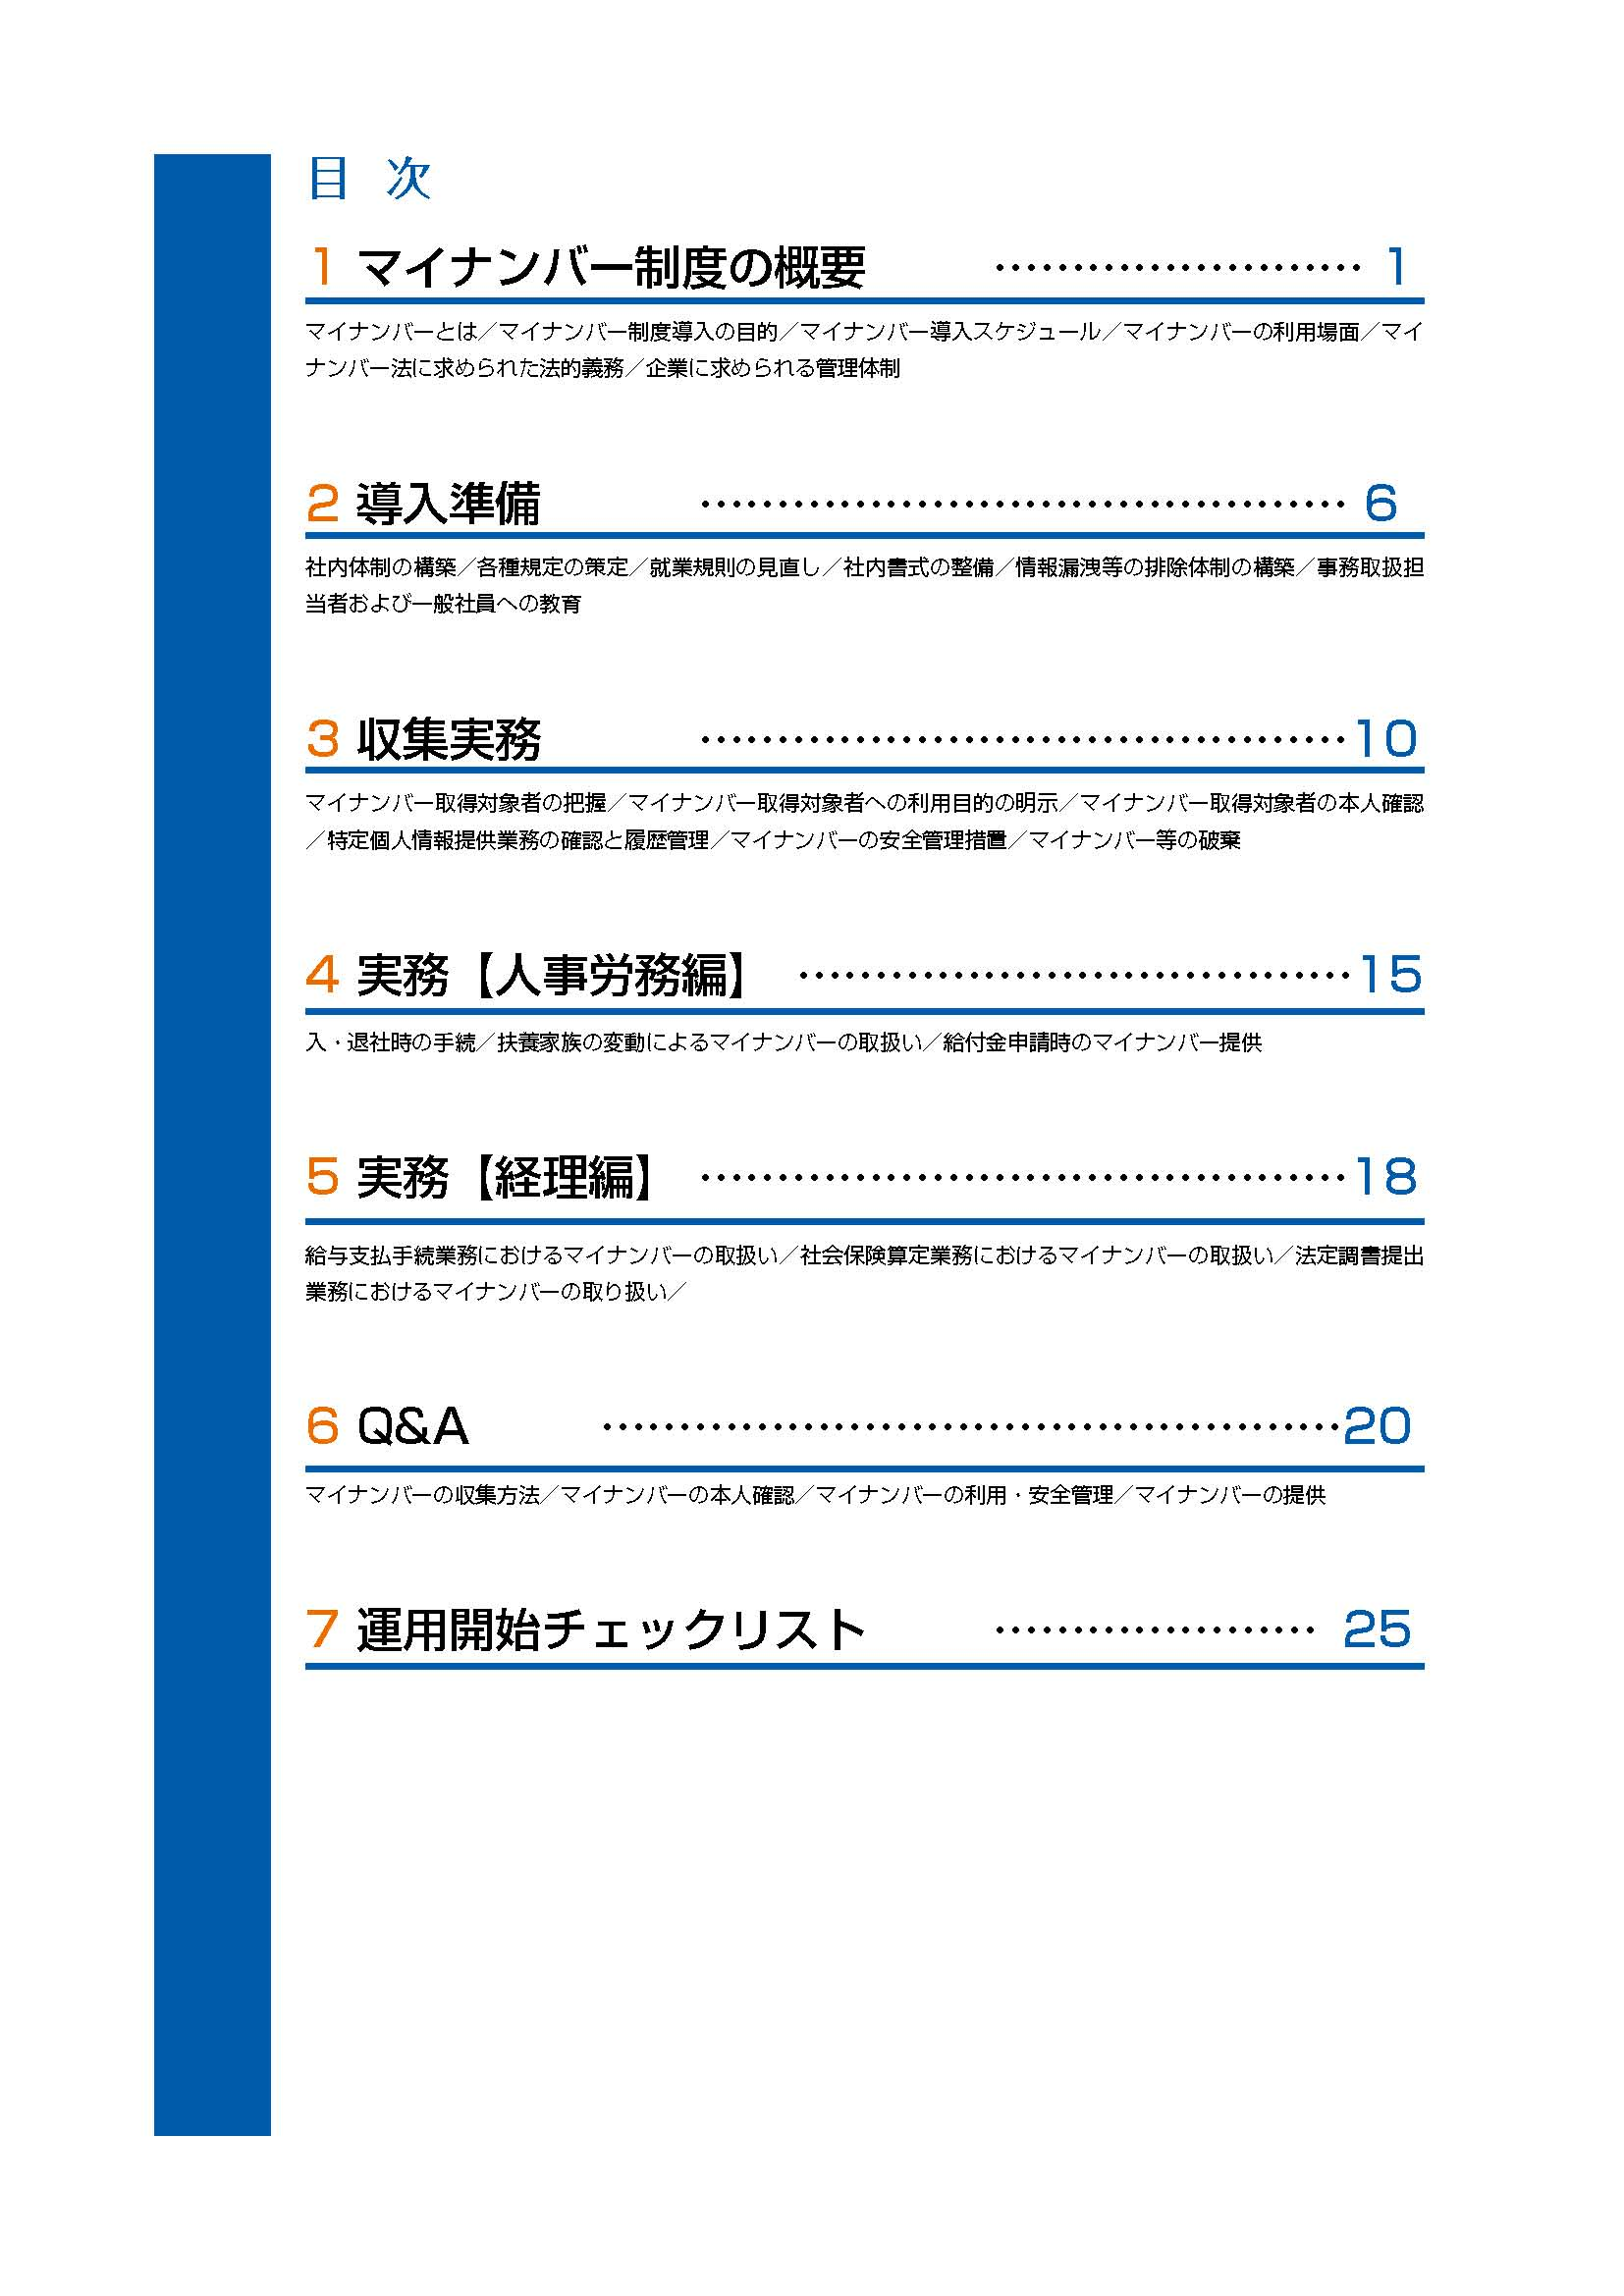 目 次
1 マイナンバー制度の概要 ・・・・・・・・・・・・・・・・・・・・・・・・ 1
マイナンバーとは／マイナンバー制度導入の目的／マイナンバー導入スケジュール／マイナンバーの利用場面／マイ
ナンバー法に求められた法的義務／企業に求められる管理体制
2 導入準備 ・・・・・・・・・・・・・・・・・・・・・・・・・・・・・・・・・・・・・・・・・・ 6
社内体制の構築／各種規定の策定／就業規則の見直し／社内書式の整備／情報漏洩等の排除体制の構築／事務取扱担
当者および一般社員への教育
3 収集実務 ・・・・・・・・・・・・・・・・・・・・・・・・・・・・・・・・・・・・・・・・・・10
マイナンバー取得対象者の把握／マイナンバー取得対象者への利用目的の明示／マイナンバー取得対象者の本人確認
／特定個人情報提供業務の確認と履歴管理／マイナンバーの安全管理措置／マイナンバー等の破棄
4 実務【人事労務編】 ・・・・・・・・・・・・・・・・・・・・・・・・・・・・・・・・・・・・15
入・退社時の手続／扶養家族の変動によるマイナンバーの取扱い／給付金申請時のマイナンバー提供
5 実務【経理編】 ・・・・・・・・・・・・・・・・・・・・・・・・・・・・・・・・・・・・・・・・・・18
給与支払手続業務におけるマイナンバーの取扱い／社会保険算定業務におけるマイナンバーの取扱い／法定調書提出
業務におけるマイナンバーの取り扱い／
6 Q&A ・・・・・・・・・・・・・・・・・・・・・・・・・・・・・・・・・・・・・・・・・・・・・・・・20
マイナンバーの収集方法／マイナンバーの本人確認／マイナンバーの利用・安全管理／マイナンバーの提供
7 運用開始チェックリスト ・・・・・・・・・・・・・・・・・・・・・ 25